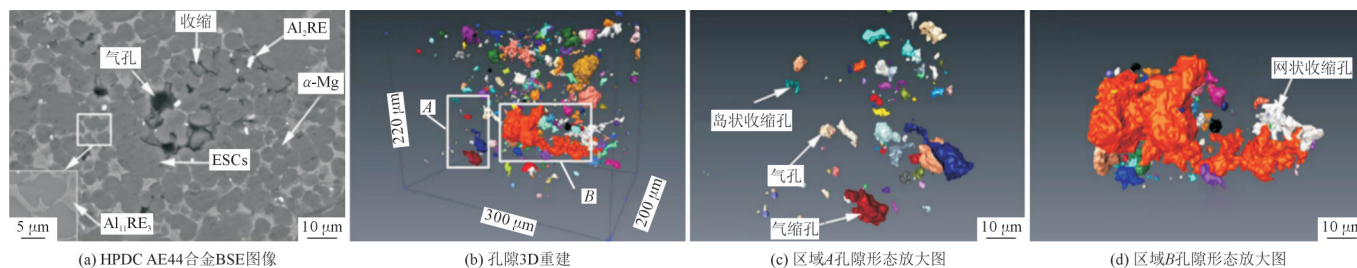 收缩
Al₂RE
气孔
α-Mg
ESCs
Al₁₁RE₃
5 μm
10 μm
(a) HPDC AE44合金BSE图像
A
220 μm
B
300 μm
200 μm
(b) 孔隙3D重建
岛状收缩孔
气孔
气缩孔
10 μm
(c) 区域A孔隙形态放大图
网状收缩孔
10 μm
(d) 区域B孔隙形态放大图